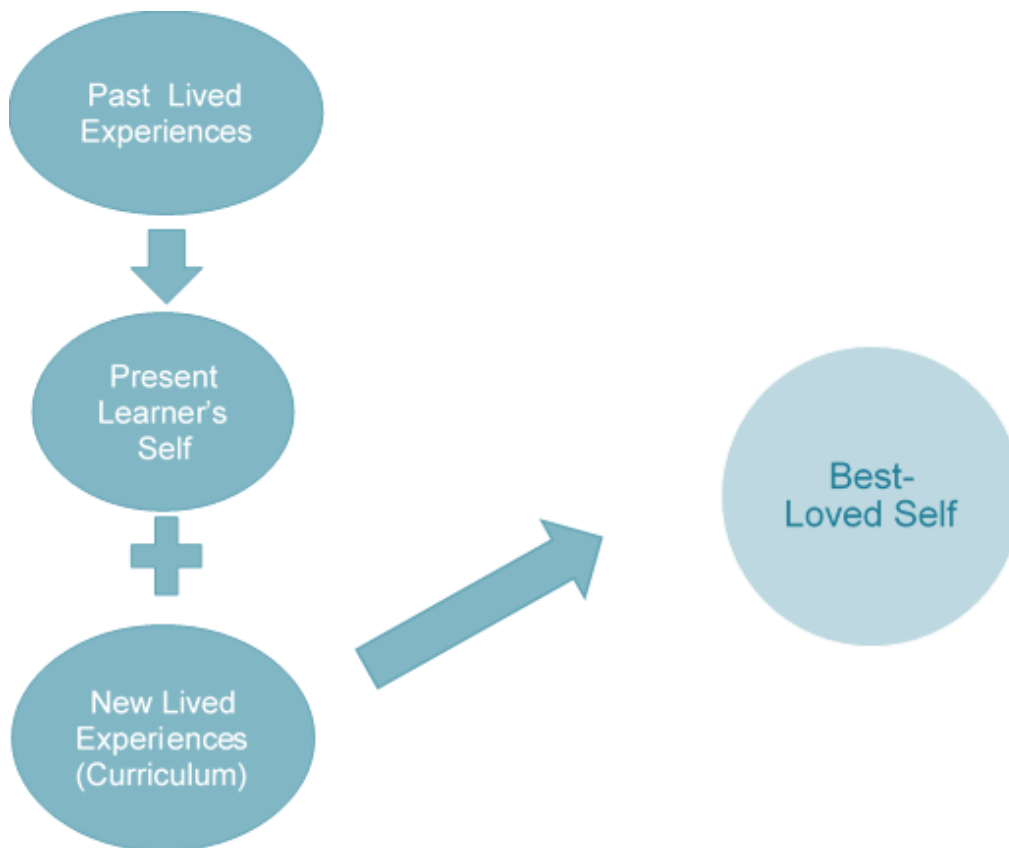 Past Lived
Experiences
Present
Learner’s
Self
New Lived
Experiences
(Curriculum)
Best-
Loved Self